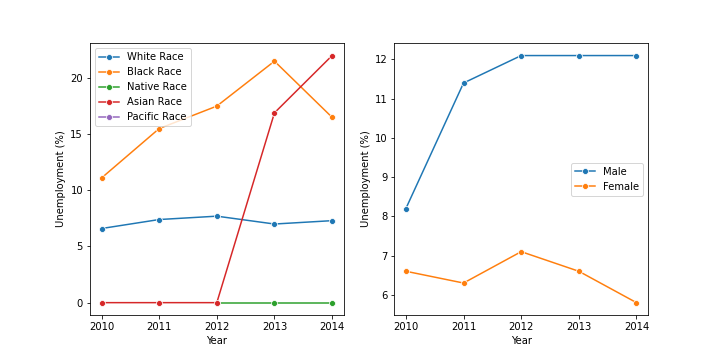 White Race
Black Race
Native Race
Asian Race
Pacific Race
Unemployment (%)
20
15
10
5
0
2010 2011 2012 2013 2014
Year
Male
Female
Unemployment (%)
12
11
10
9
8
7
6
2010 2011 2012 2013 2014
Year